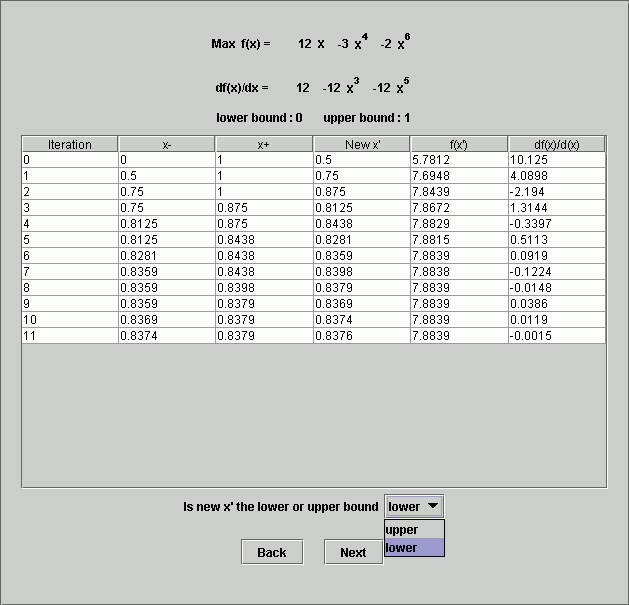 Max f(x) = 12 x -3 x^4 -2 x^6
df(x)/dx = 12 -12 x^3 -12 x^5
lower bound : 0 upper bound : 1
Iteration x- x+ New x' f(x') df(x)/d(x)
0 0 1 0.5 5.7812 10.125
1 0.5 1 0.75 7.6948 4.0898
2 0.75 1 0.875 7.8439 -2.194
3 0.75 0.875 0.8125 7.8672 1.3144
4 0.8125 0.875 0.8438 7.8829 -0.3397
5 0.8125 0.8438 0.8281 7.8815 0.5113
6 0.8281 0.8438 0.8359 7.8839 0.0919
7 0.8359 0.8438 0.8398 7.8838 -0.1224
8 0.8359 0.8398 0.8379 7.8839 -0.0148
9 0.8359 0.8379 0.8369 7.8839 0.0386
10 0.8369 0.8379 0.8374 7.8839 0.0119
11 0.8374 0.8379 0.8376 7.8839 -0.0015
Is new x' the lower or upper bound lower
upper
lower
Back Next